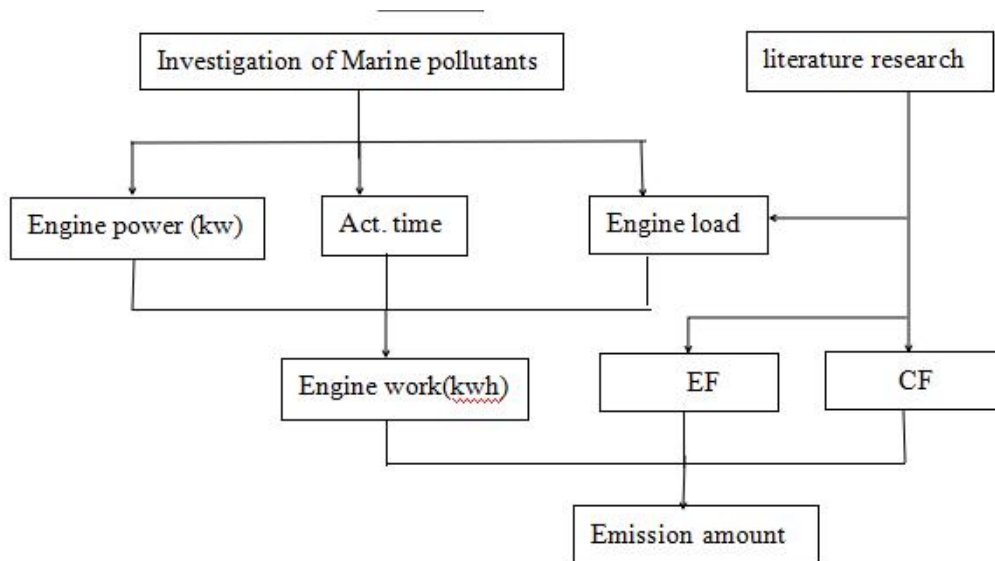 Investigation of Marine pollutants
literature research
Engine power (kw)
Act. time
Engine load
Engine work(kwh)
EF
CF
Emission amount